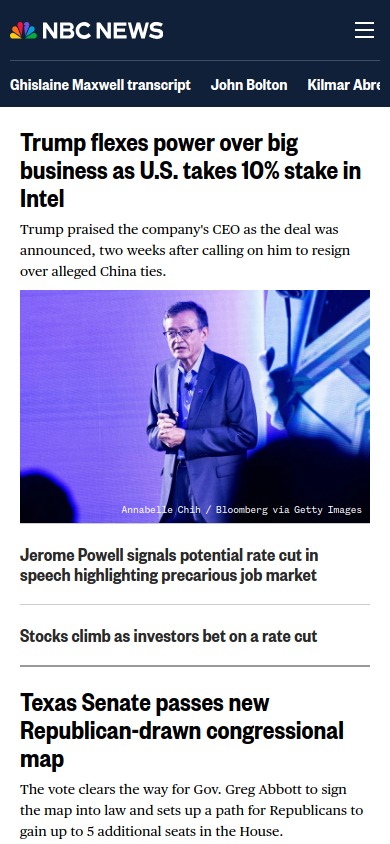 NBC NEWS
Ghislaine Maxwell transcript John Bolton Kilmar Abre
Trump flexes power over big
business as U.S. takes 10% stake in
Intel
Trump praised the company's CEO as the deal was
announced, two weeks after calling on him to resign
over alleged China ties.
Annabelle Chih / Bloomberg via Getty Images
Jerome Powell signals potential rate cut in
speech highlighting precarious job market
Stocks climb as investors bet on a rate cut
Texas Senate passes new
Republican-drawn congressional
map
The vote clears the way for Gov. Greg Abbott to sign
the map into law and sets up a path for Republicans to
gain up to 5 additional seats in the House.